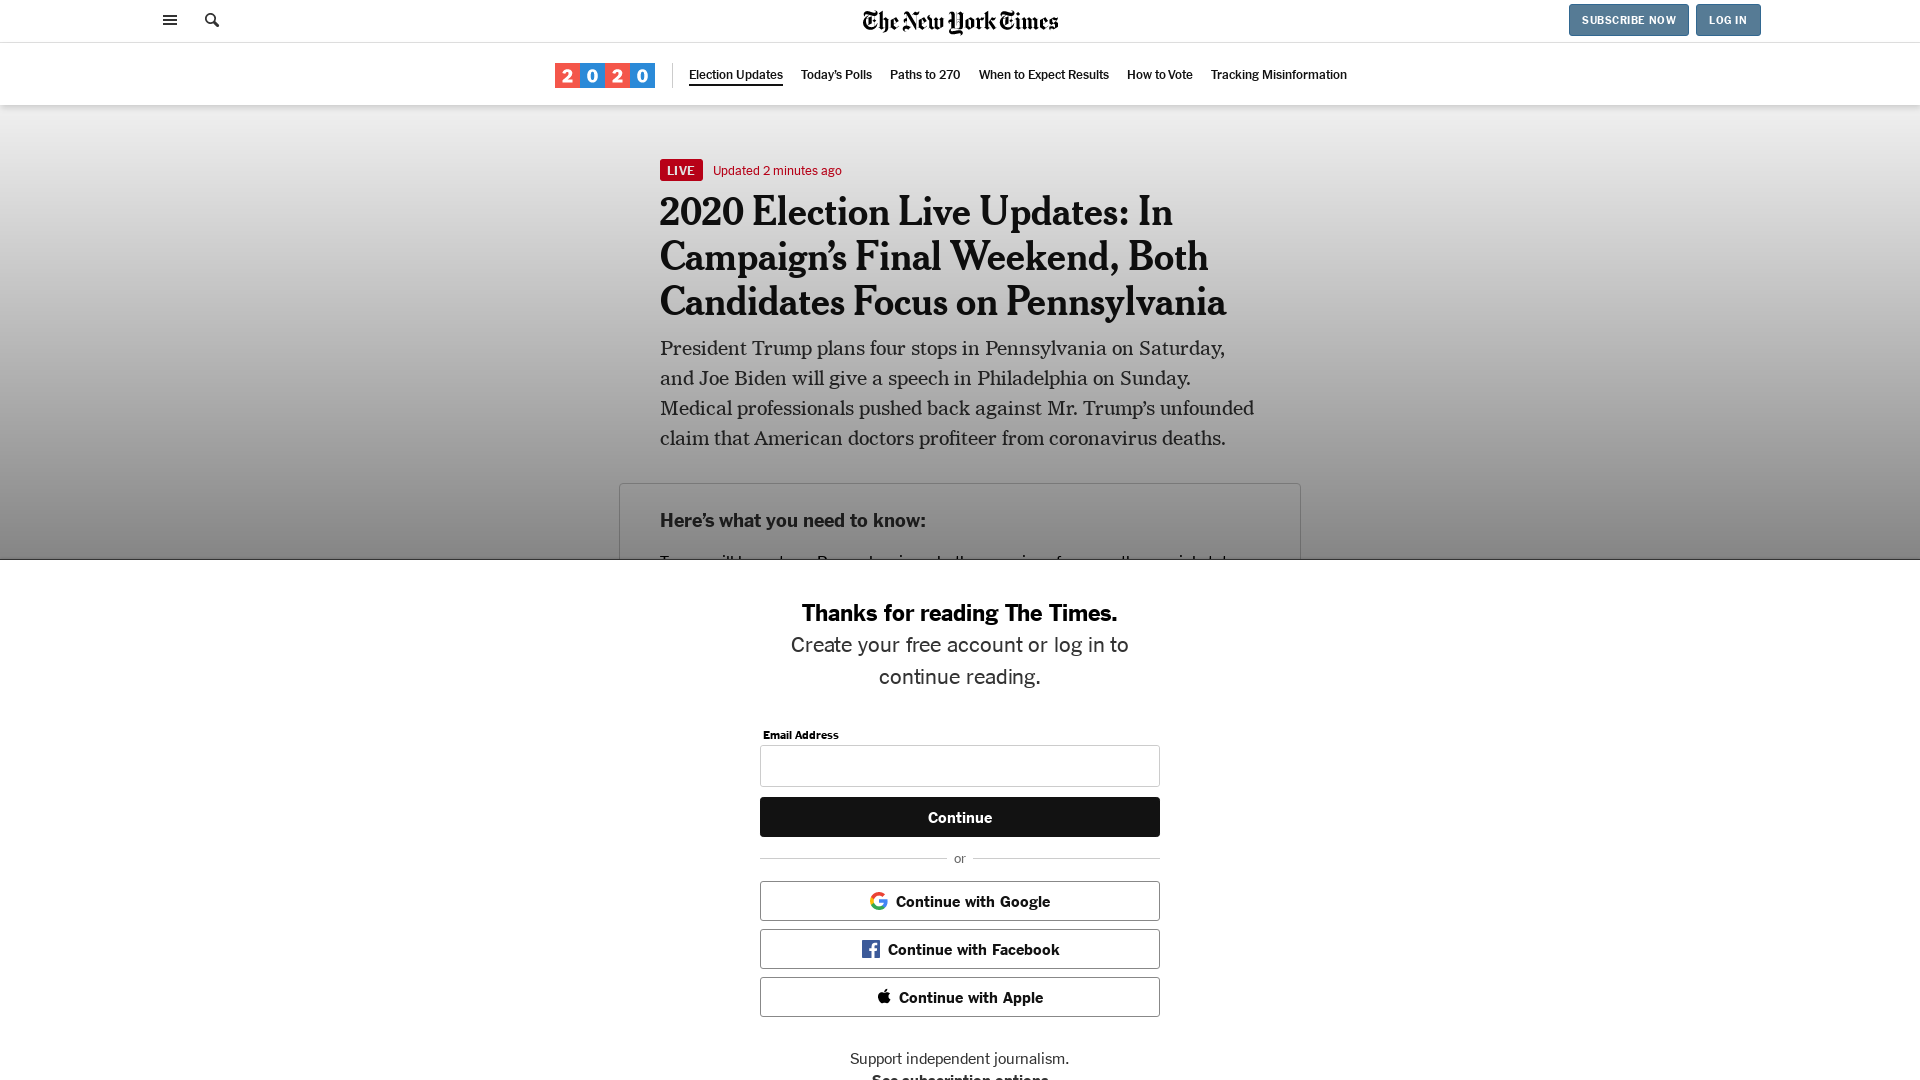 The New York Times
SUBSCRIBE NOW
LOG IN
2020
Election Updates
Today's Polls
Paths to 270
When to Expect Results
How to Vote
Tracking Misinformation
LIVE Updated 2 minutes ago
2020 Election Live Updates: In
Campaign's Final Weekend, Both
Candidates Focus on Pennsylvania
President Trump plans four stops in Pennsylvania on Saturday,
and Joe Biden will give a speech in Philadelphia on Sunday.
Medical professionals pushed back against Mr. Trump's unfounded
claim that American doctors profiteer from coronavirus deaths.
Here's what you need to know:
Thanks for reading The Times.
Create your free account or log in to
continue reading.
Email Address
Continue
or
Continue with Google
Continue with Facebook
Continue with Apple
Support independent journalism.
See subscription options